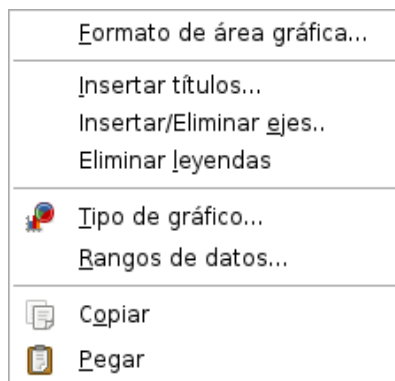 Formato de área gráfica...
Insertar títulos...
Insertar/Eliminar ejes..
Eliminar leyendas
Tipo de gráfico...
Rangos de datos...
Copiar
Pegar